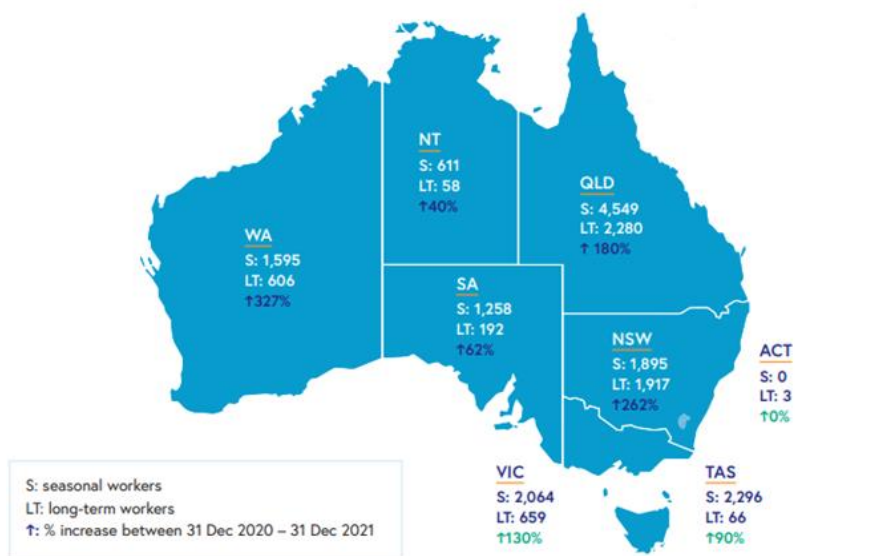 NT
S: 611
LT: 58
↑40%
QLD
S: 4,549
LT: 2,280
↑ 180%
WA
S: 1,595
LT: 606
↑327%
SA
S: 1,258
LT: 192
↑62%
NSW
S: 1,895
LT: 1,917
↑262%
ACT
S: 0
LT: 3
↑0%
VIC
S: 2,064
LT: 659
↑130%
TAS
S: 2,296
LT: 66
↑90%
S: seasonal workers
LT: long-term workers
↑: % increase between 31 Dec 2020 – 31 Dec 2021